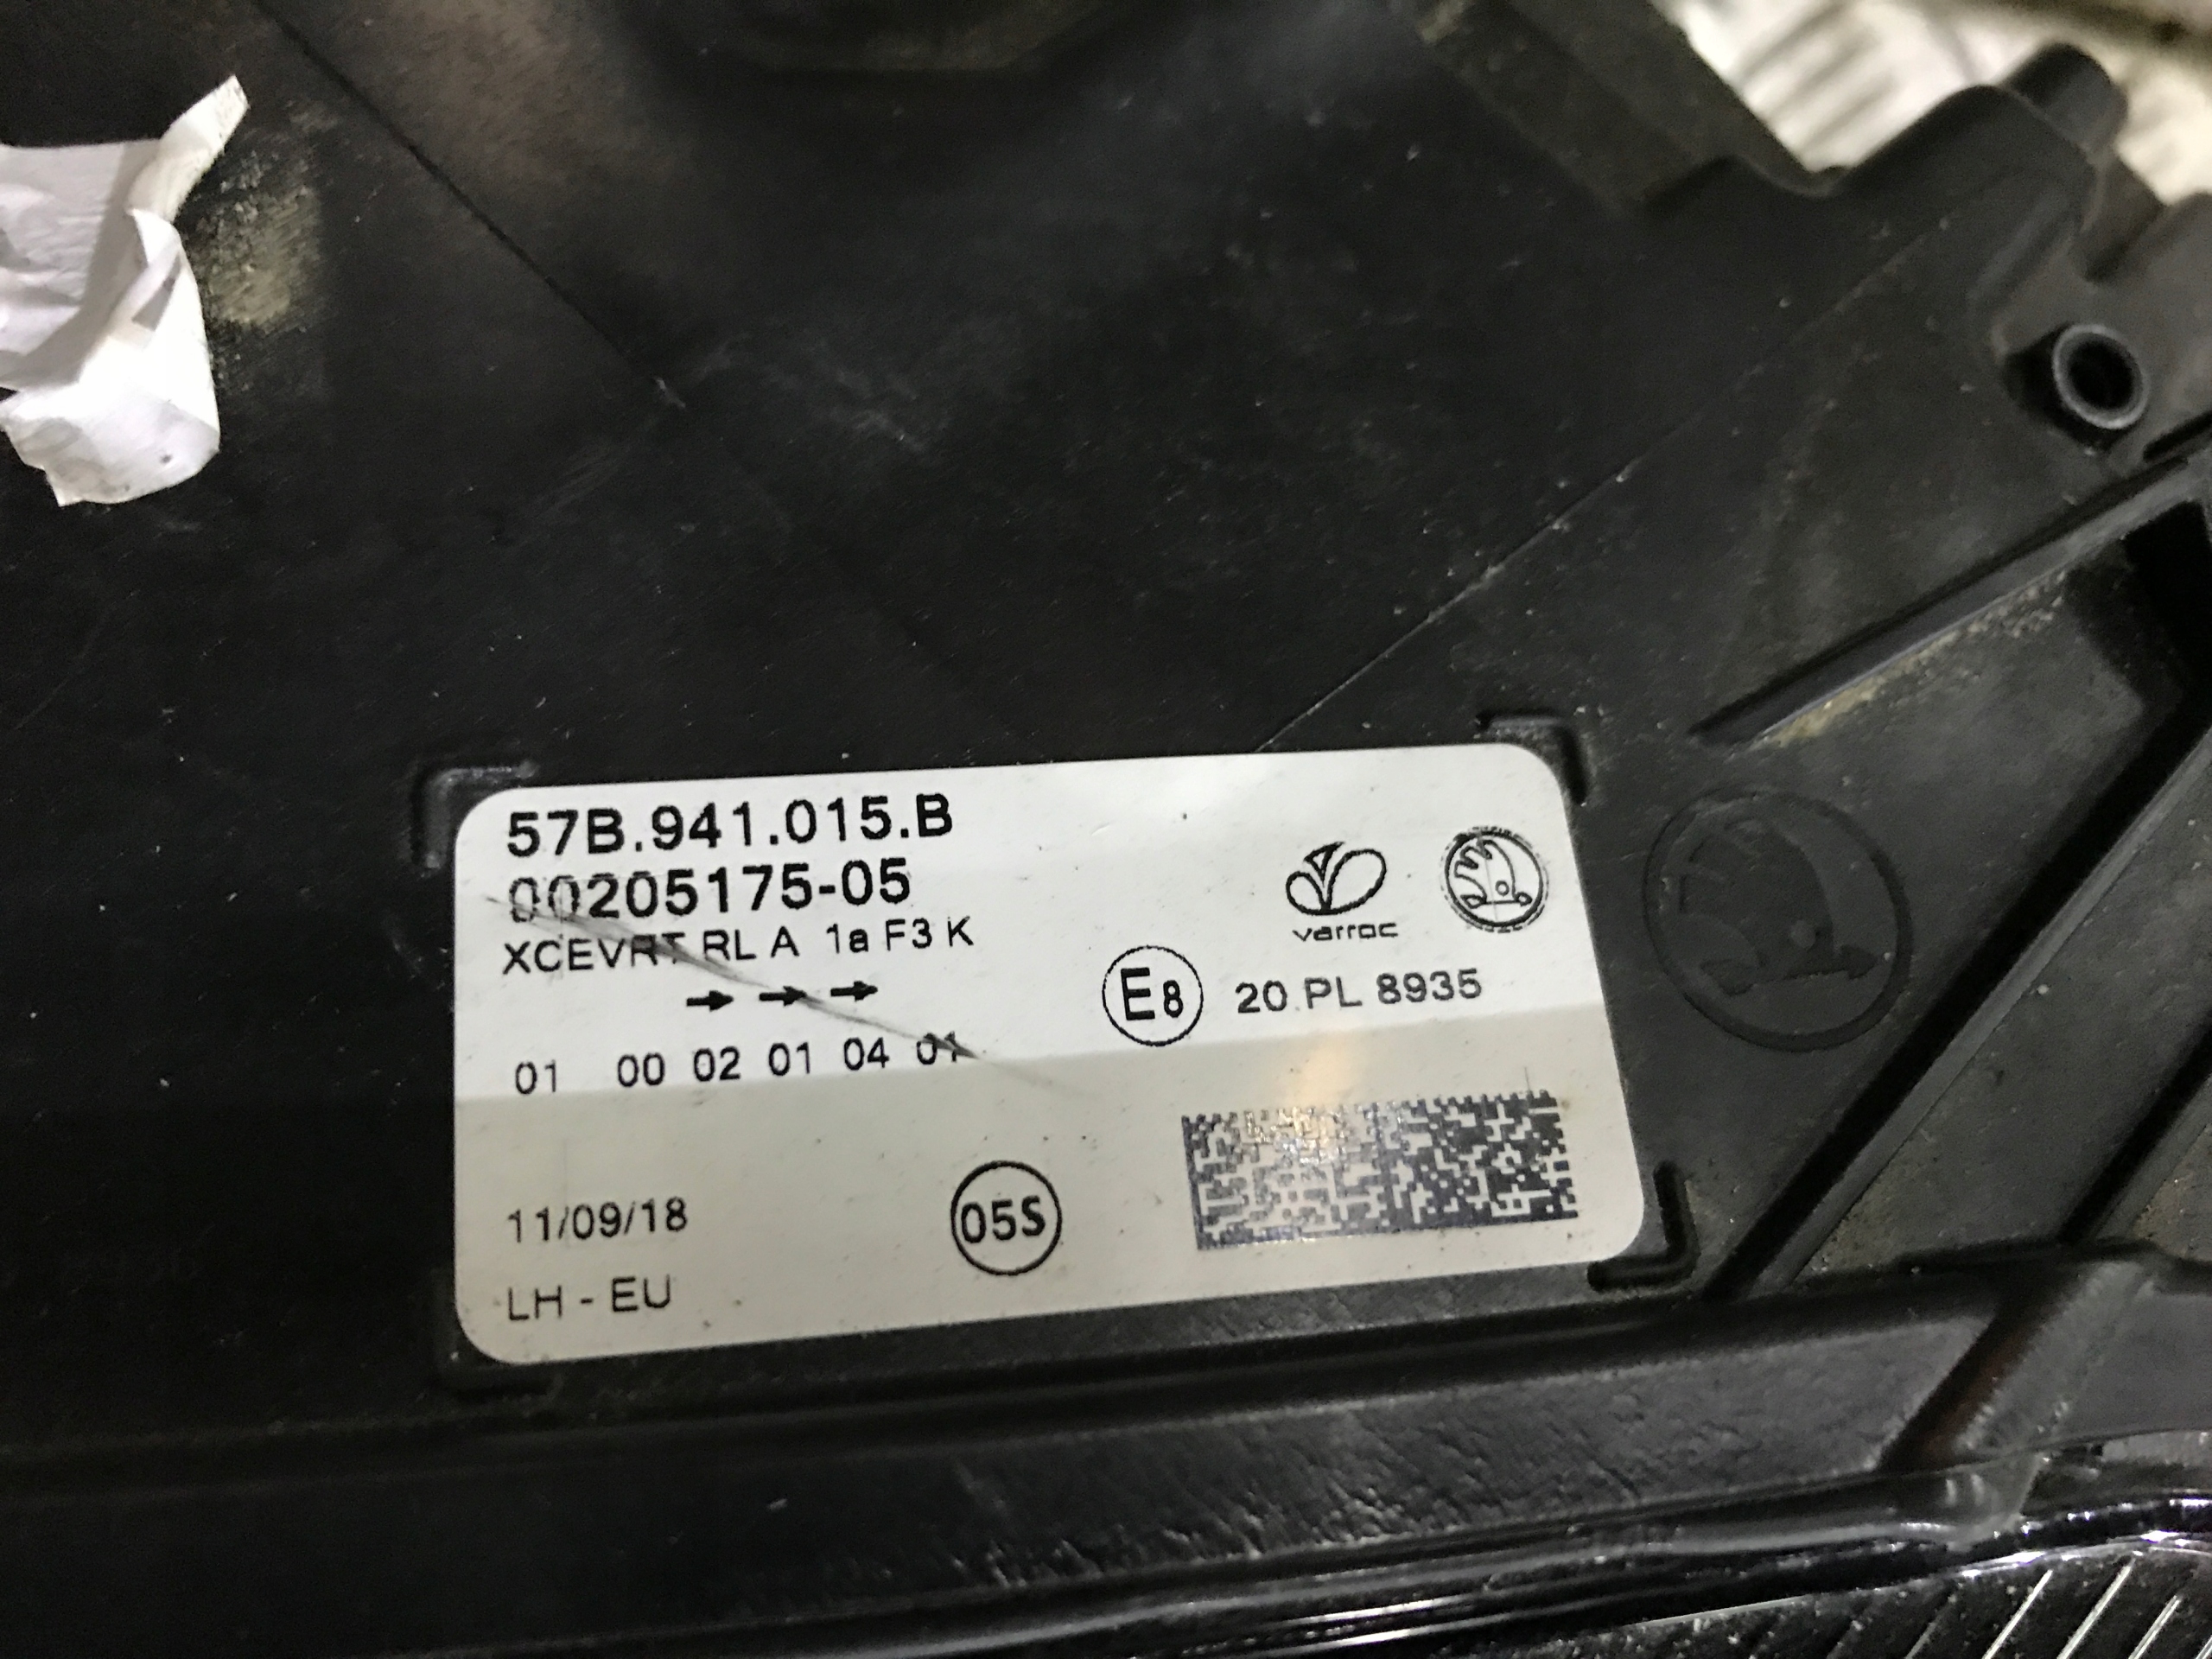 57B.941.015.B
00205175-05
XCEVRT RL A 1a F3 K
→ → →
01 00 02 01 04 01
varroc
E8 20 PL 8935
11/09/18
05S
LH - EU